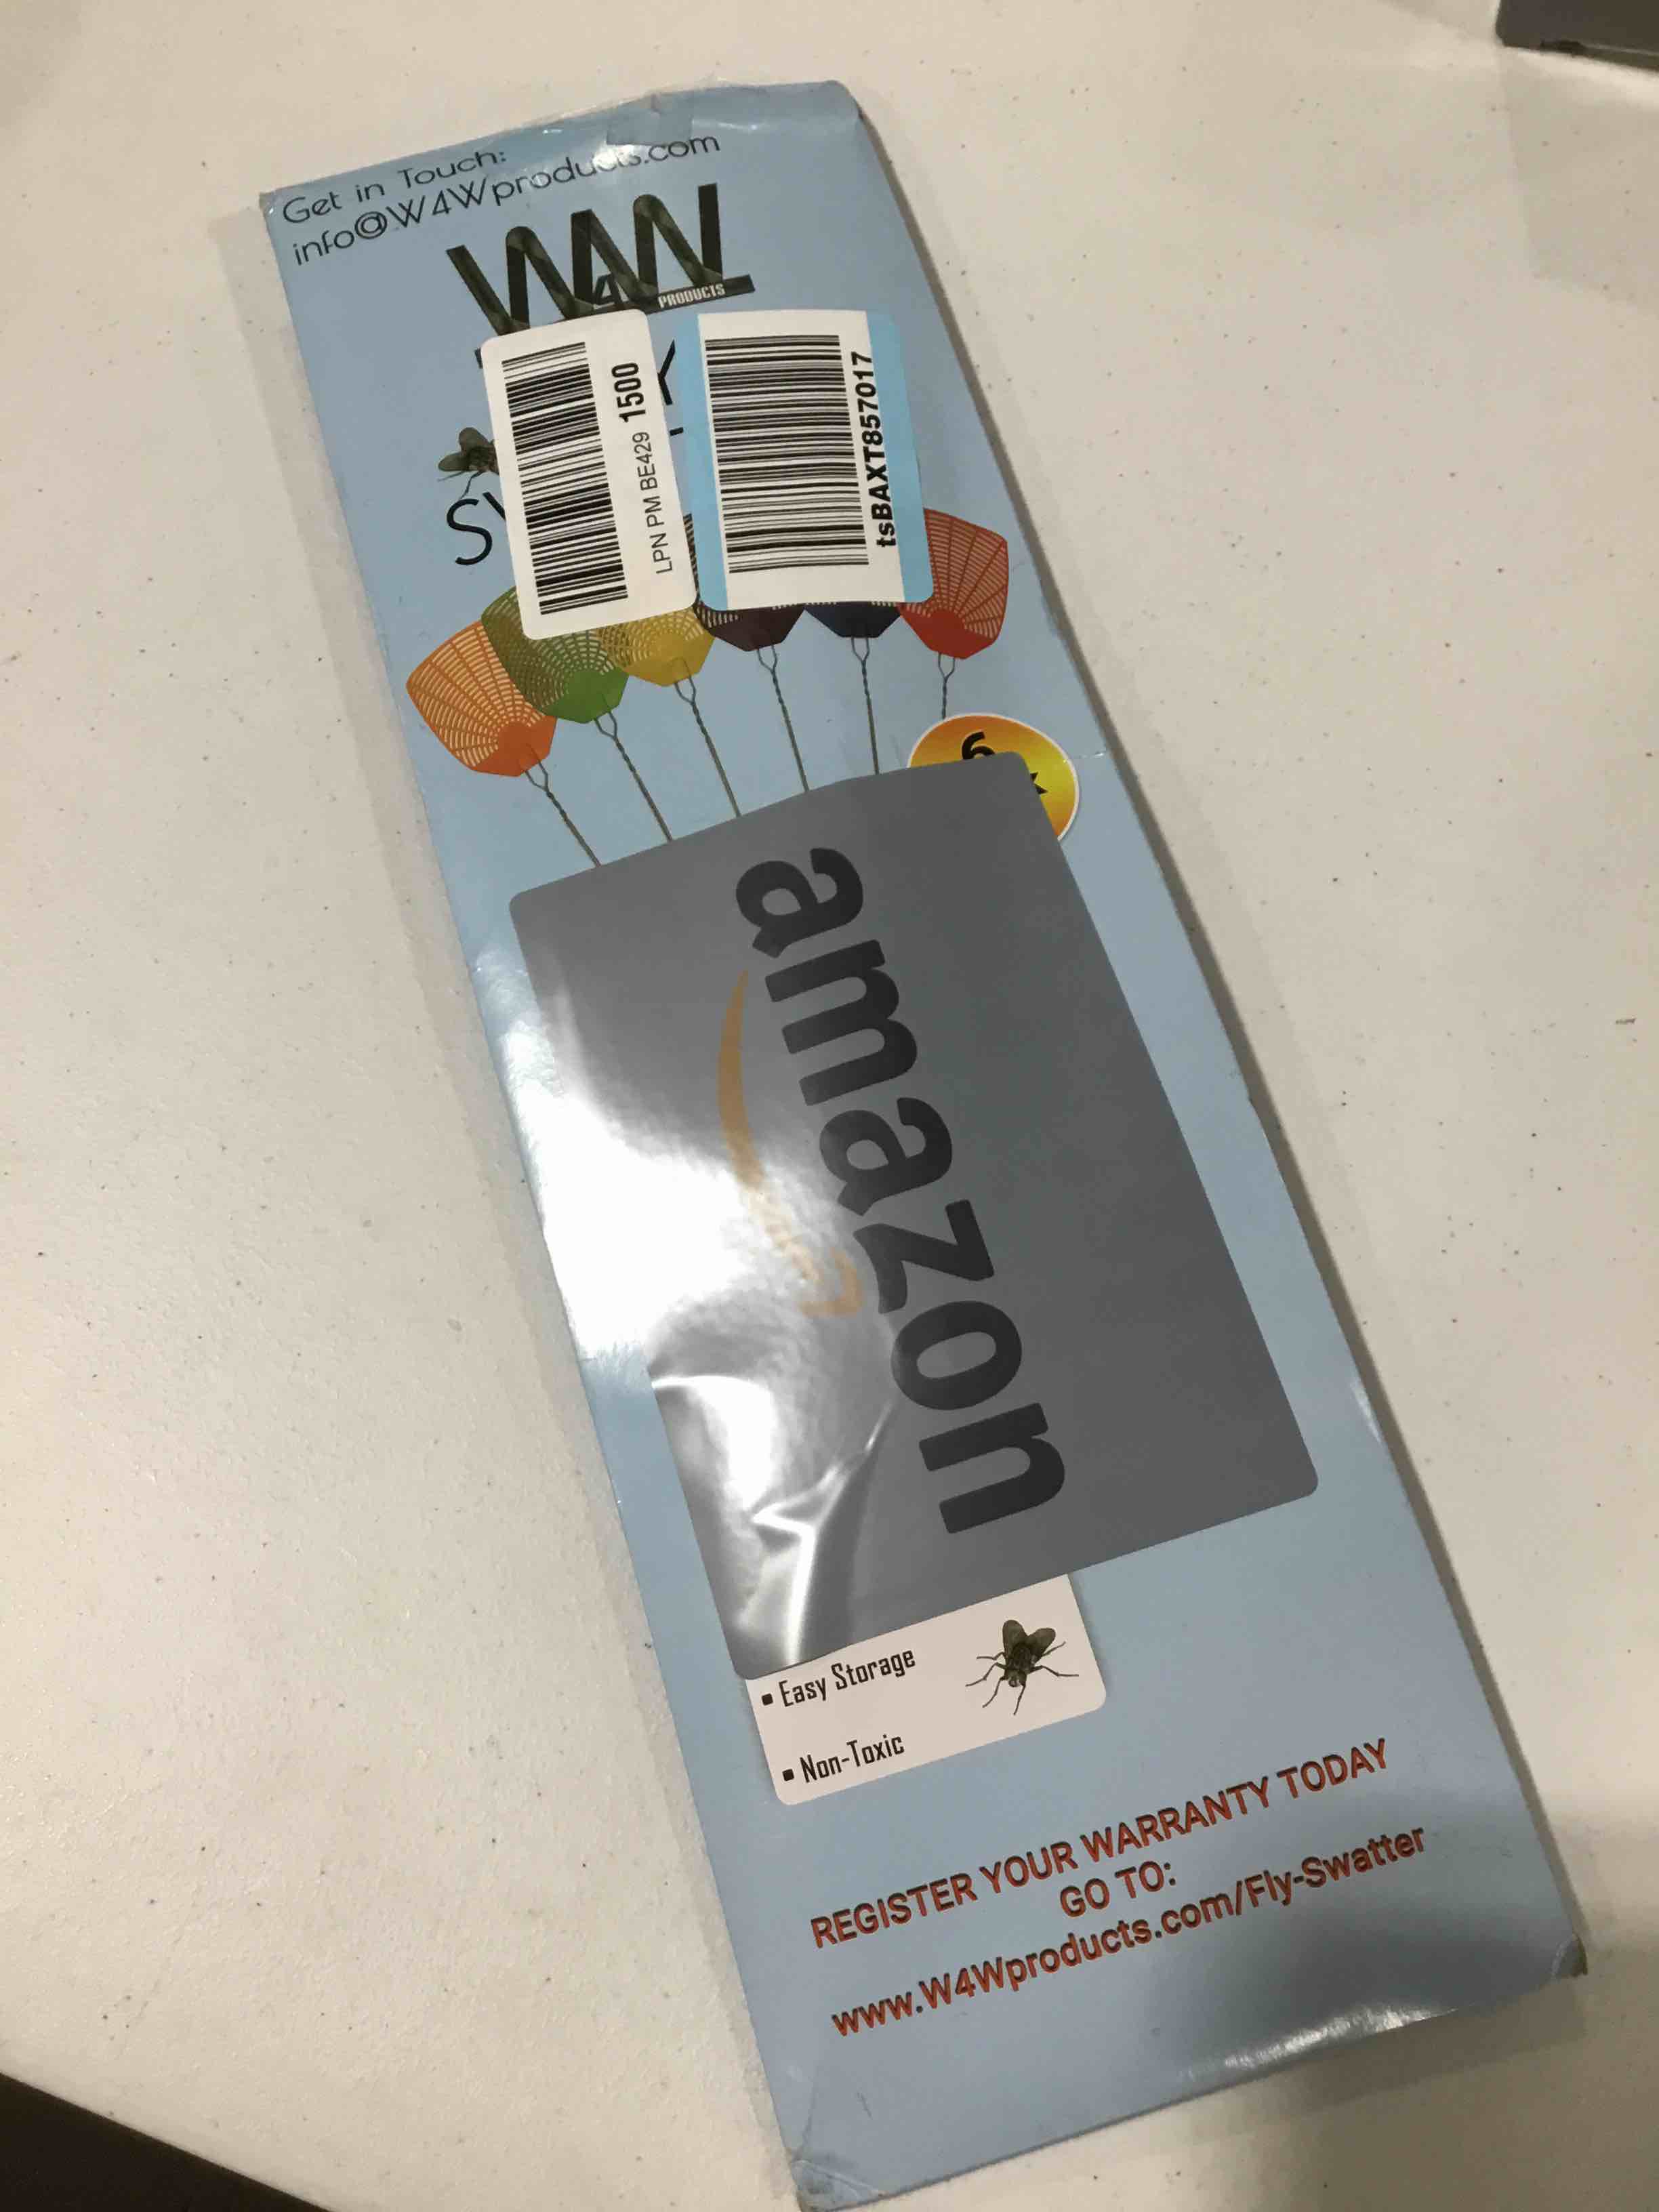 Get in Touch:
info@W4Wproducts.com
W4W
PRODUCTS
LPN PM BE429 1500
tsBAXT857017
6
amazon
• Easy Storage
• Non-Toxic
REGISTER YOUR WARRANTY TODAY
GO TO:
www.W4Wproducts.com/Fly-Swatter